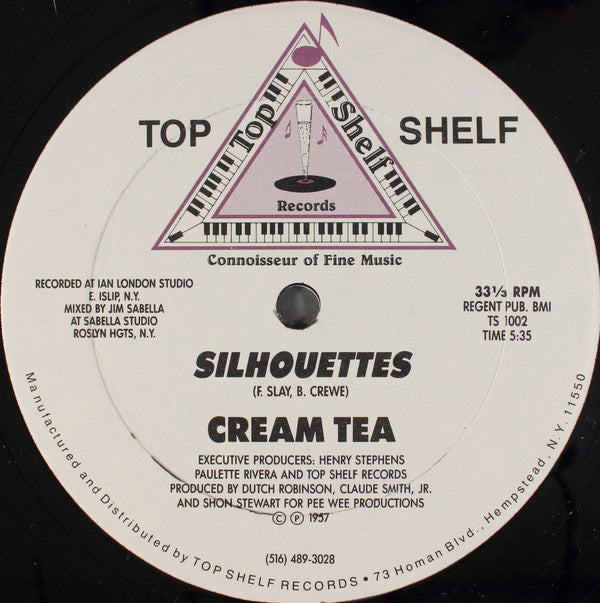 TOP
Top
Shelf
SHELF
Records
Connoisseur of Fine Music
RECORDED AT IAN LONDON STUDIO
E. ISLIP, N.Y.
MIXED BY JIM SABELLA
AT SABELLA STUDIO
ROSLYN HGTS, N.Y.
33 1/3 RPM
REGENT PUB. BMI
TS 1002
TIME 5:35
SILHOUETTES
(F. SLAY, B. CREWE)
CREAM TEA
EXECUTIVE PRODUCERS: HENRY STEPHENS
PAULETTE RIVERA AND TOP SHELF RECORDS
PRODUCED BY DUTCH ROBINSON, CLAUDE SMITH, JR.
AND SHON STEWART FOR PEE WEE PRODUCTIONS
© ℗ 1957
(516) 489-3028
Manufactured and Distributed by TOP SHELF RECORDS • 73 Homan Blvd., Hempstead, N.Y. 11550